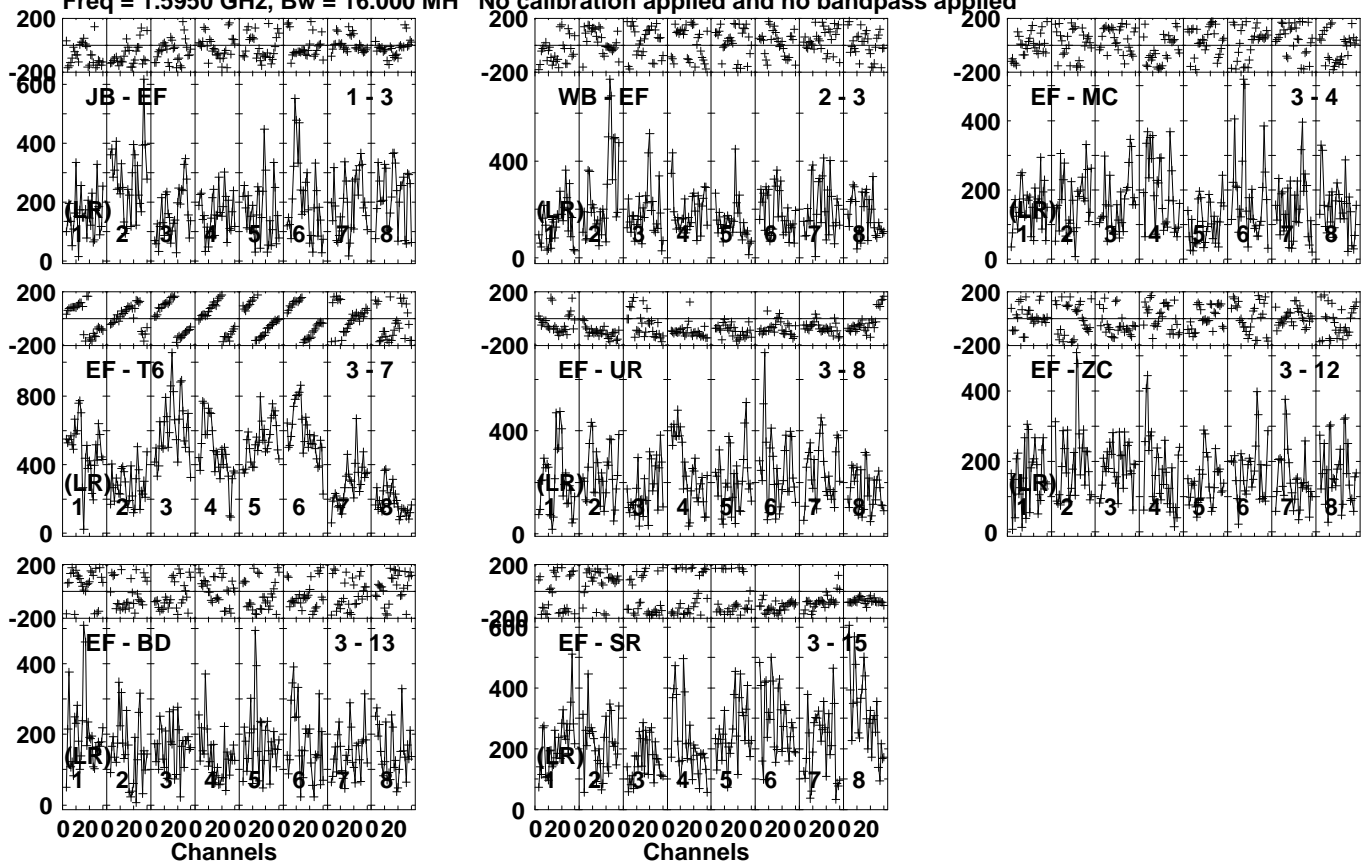 Freq = 1.5950 GHz, Bw = 16.000 MH No calibration applied and no bandpass applied
200
-200
JB - EF 1 - 3
600
400
200
0
(LR)
1 2 3 4 5 6 7 8
200
-200
WB - EF 2 - 3
400
0
(LR)
1 2 3 4 5 6 7 8
200
-200
EF - MC 3 - 4
400
200
0
(LR)
1 2 3 4 5 6 7 8
200
-200
EF - T6 3 - 7
800
400
0
(LR)
1 2 3 4 5 6 7 8
200
-200
EF - UR 3 - 8
400
0
(LR)
1 2 3 4 5 6 7 8
200
-200
EF - ZC 3 - 12
400
200
0
(LR)
1 2 3 4 5 6 7 8
200
-200
EF - BD 3 - 13
400
200
0
(LR)
1 2 3 4 5 6 7 8
0 20 0 20 0 20 0 20 0 20 0 20 0 20 0 20
Channels
200
-200
EF - SR 3 - 15
600
400
200
0
(LR)
1 2 3 4 5 6 7 8
0 20 0 20 0 20 0 20 0 20 0 20 0 20 0 20
Channels